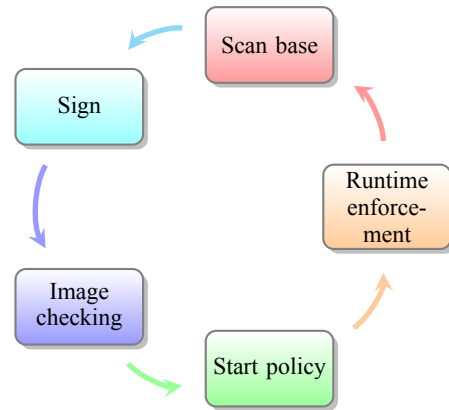 Scan base
Sign
Runtime
enforce-
ment
Image
checking
Start policy